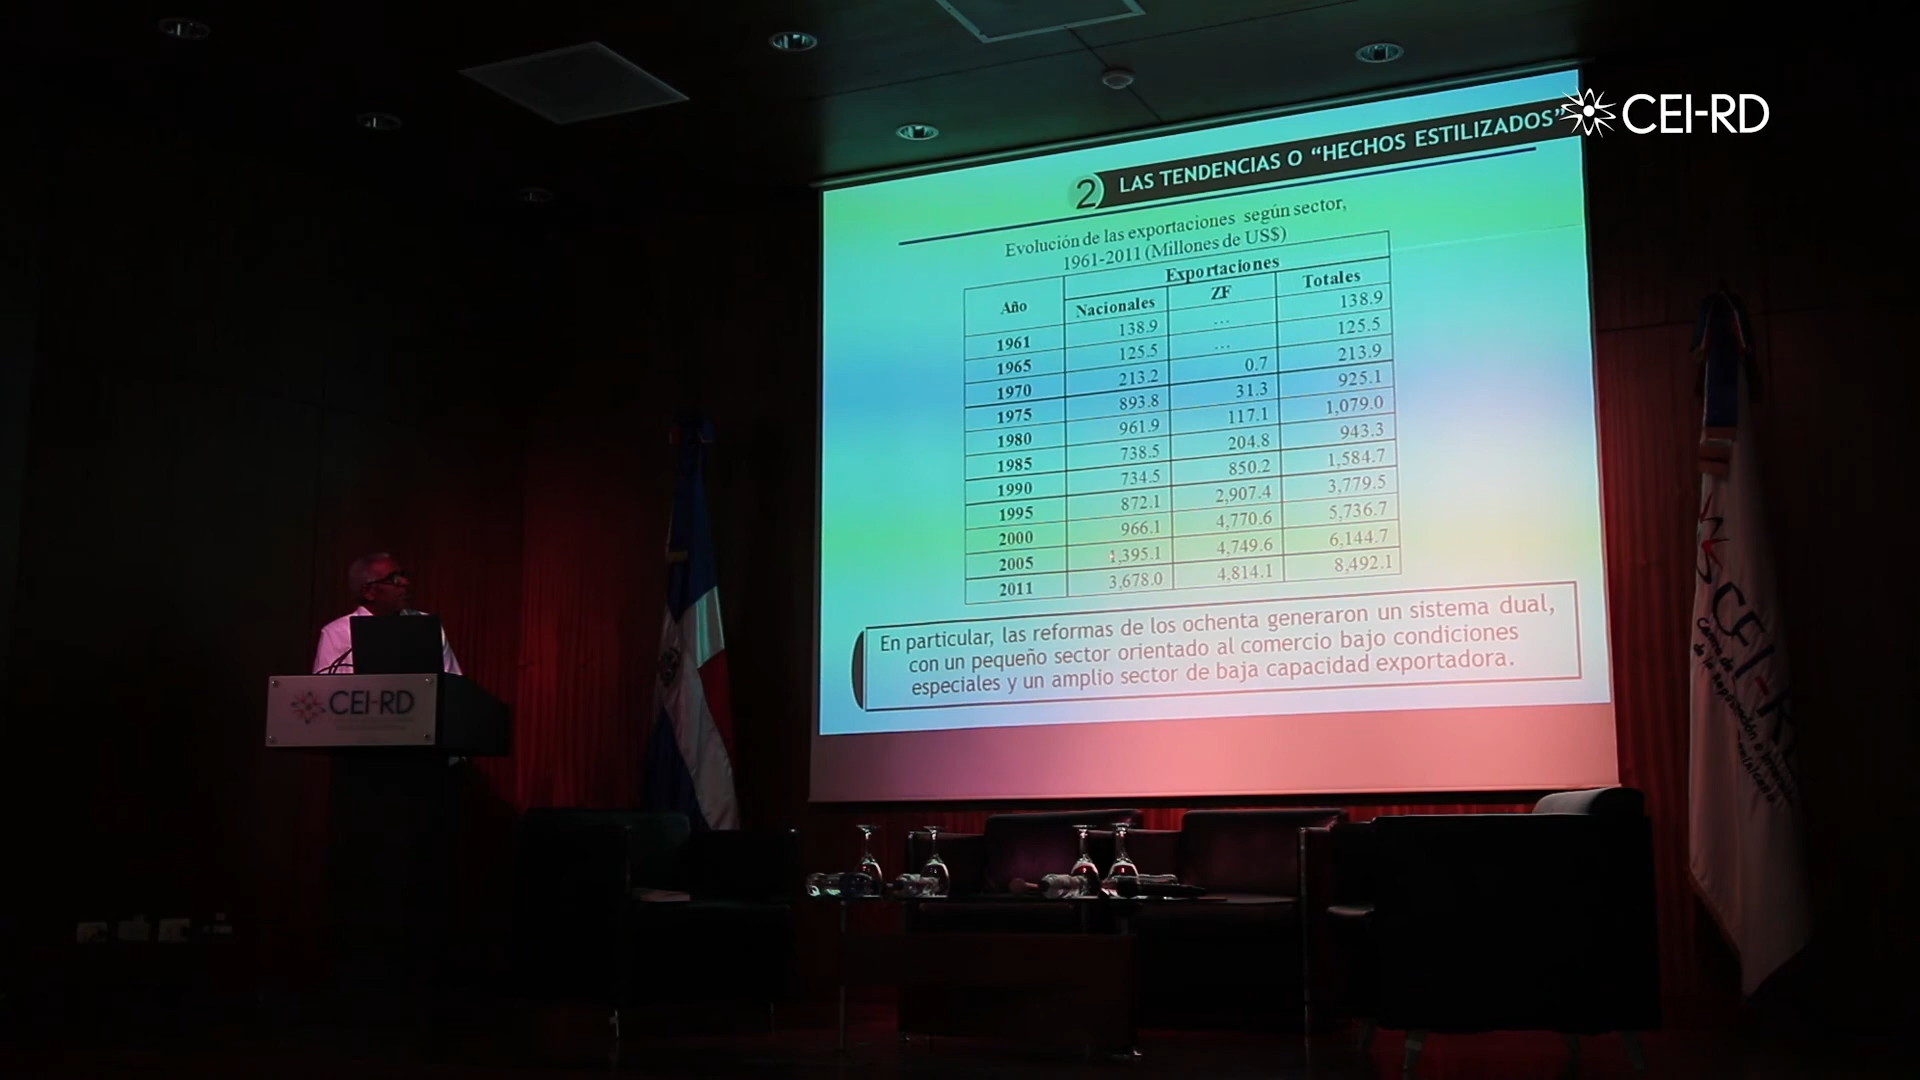 CEI-RD
2 LAS TENDENCIAS O “HECHOS ESTILIZADOS”
Evolución de las exportaciones según sector,
1961-2011 (Millones de US$)
Año Exportaciones
Nacionales ZF Totales
1961 138.9 ... 138.9
1965 125.5 ... 125.5
1970 213.2 0.7 213.9
1975 893.8 31.3 925.1
1980 961.9 117.1 1,079.0
1985 738.5 204.8 943.3
1990 734.5 850.2 1,584.7
1995 872.1 2,907.4 3,779.5
2000 966.1 4,770.6 5,736.7
2005 1,395.1 4,749.6 6,144.7
2011 3,678.0 4,814.1 8,492.1
En particular, las reformas de los ochenta generaron un sistema dual,
con un pequeño sector orientado al comercio bajo condiciones
especiales y un amplio sector de baja capacidad exportadora.
CEI-RD
CEI-R